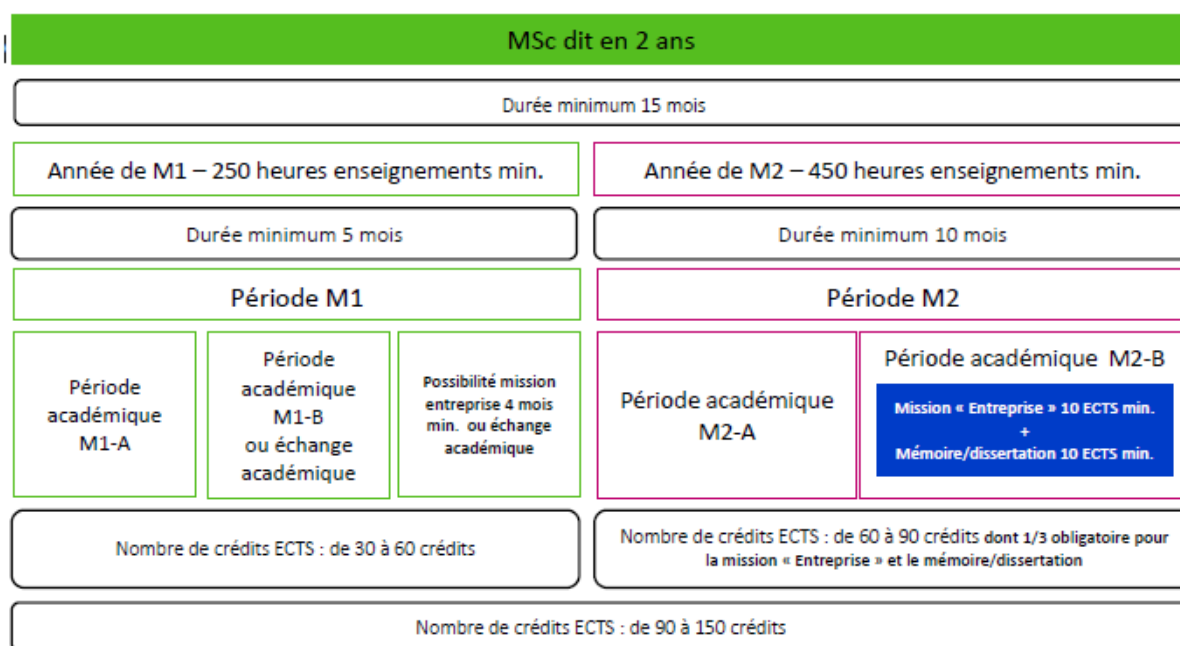 MSc dit en 2 ans
Durée minimum 15 mois
Année de M1 – 250 heures enseignements min.
Année de M2 – 450 heures enseignements min.
Durée minimum 5 mois
Durée minimum 10 mois
Période M1
Période M2
Période
académique
M1-A
Période
académique
M1-B
ou échange
académique
Possibilité mission
entreprise 4 mois
min. ou échange
académique
Période académique
M2-A
Période académique M2-B
Mission « Entreprise » 10 ECTS min.
+
Mémoire/dissertation 10 ECTS min.
Nombre de crédits ECTS : de 30 à 60 crédits
Nombre de crédits ECTS : de 60 à 90 crédits dont 1/3 obligatoire pour
la mission « Entreprise » et le mémoire/dissertation
Nombre de crédits ECTS : de 90 à 150 crédits